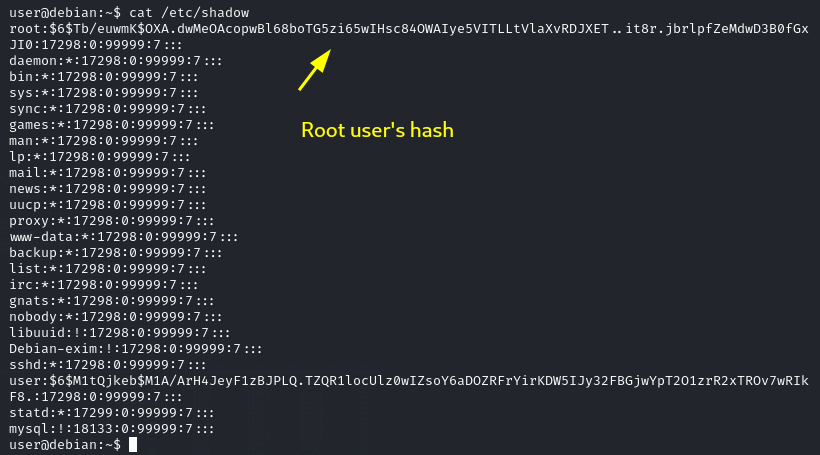 user@debian:~$ cat /etc/shadow
root:$6$Tb/euwmK$OXA.dwMeOAcopwBl68boTG5zi65wIHsc84OWAIye5VITLLtVlaXvRDJXET..it8r.jbrlpfZeMdwD3B0fGx
JI0:17298:0:99999:7:::
daemon:*:17298:0:99999:7:::
bin:*:17298:0:99999:7:::
sys:*:17298:0:99999:7:::
sync:*:17298:0:99999:7:::
games:*:17298:0:99999:7:::
Root user's hash
man:*:17298:0:99999:7:::
lp:*:17298:0:99999:7:::
mail:*:17298:0:99999:7:::
news:*:17298:0:99999:7:::
uucp:*:17298:0:99999:7:::
proxy:*:17298:0:99999:7:::
www-data:*:17298:0:99999:7:::
backup:*:17298:0:99999:7:::
list:*:17298:0:99999:7:::
irc:*:17298:0:99999:7:::
gnats:*:17298:0:99999:7:::
nobody:*:17298:0:99999:7:::
libuuid:!:17298:0:99999:7:::
Debian-exim:!:17298:0:99999:7:::
sshd:*:17298:0:99999:7:::
user:$6$M1tQjkeb$M1A/ArH4JeyF1zBJPLQ.TZQR1locUlz0wIZsoY6aDOZRFrYirKDW5IJy32FBGjwYpT2O1zrR2xTROv7wRIk
F8.:17298:0:99999:7:::
statd:*:17299:0:99999:7:::
mysql:!:18133:0:99999:7:::
user@debian:~$